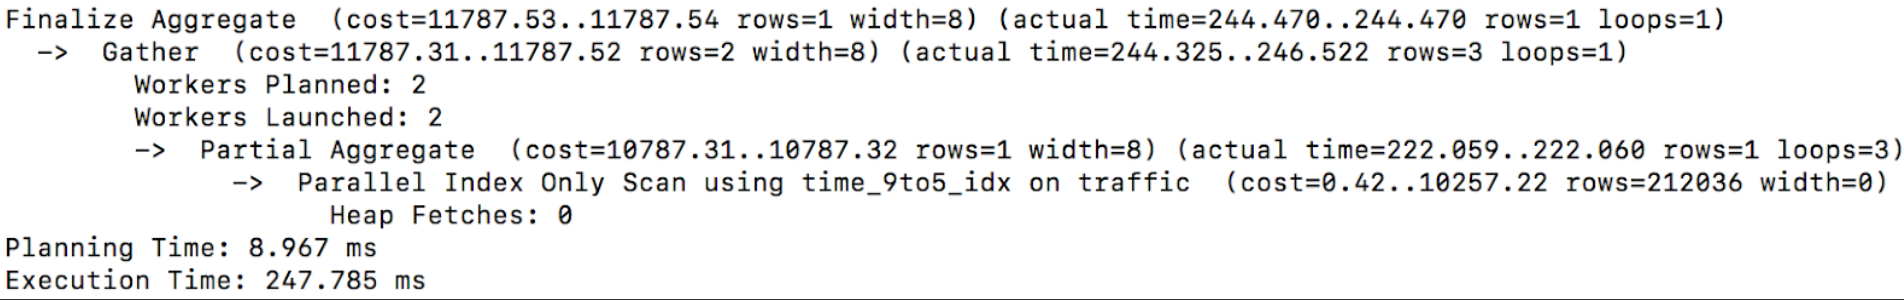 Finalize Aggregate  (cost=11787.53..11787.54 rows=1 width=8) (actual time=244.470..244.470 rows=1 loops=1)
  ->  Gather  (cost=11787.31..11787.52 rows=2 width=8) (actual time=244.325..246.522 rows=3 loops=1)
        Workers Planned: 2
        Workers Launched: 2
        ->  Partial Aggregate  (cost=10787.31..10787.32 rows=1 width=8) (actual time=222.059..222.060 rows=1 loops=3)
              ->  Parallel Index Only Scan using time_9to5_idx on traffic  (cost=0.42..10257.22 rows=212036 width=0)
                    Heap Fetches: 0
Planning Time: 8.967 ms
Execution Time: 247.785 ms